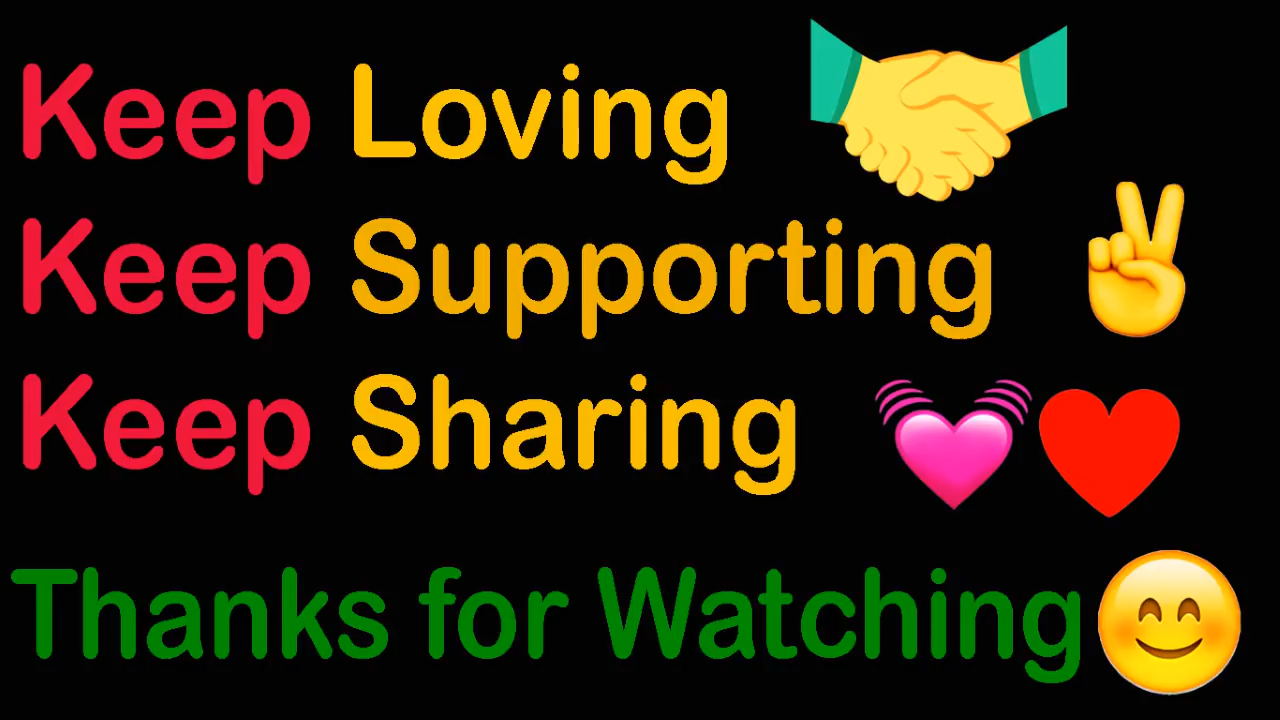 Keep Loving
Keep Supporting
Keep Sharing
Thanks for Watching